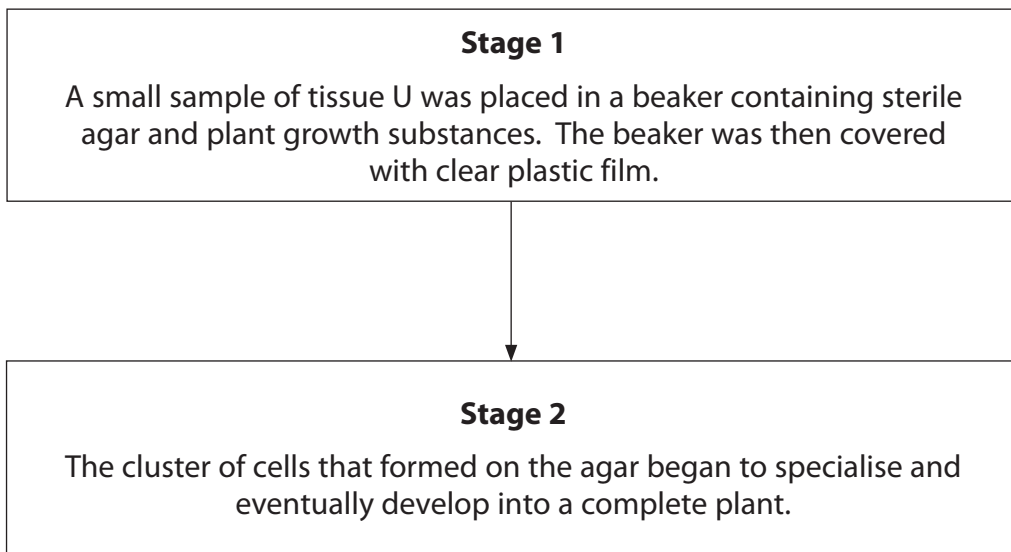 Stage 1
A small sample of tissue U was placed in a beaker containing sterile
agar and plant growth substances. The beaker was then covered
with clear plastic film.
Stage 2
The cluster of cells that formed on the agar began to specialise and
eventually develop into a complete plant.